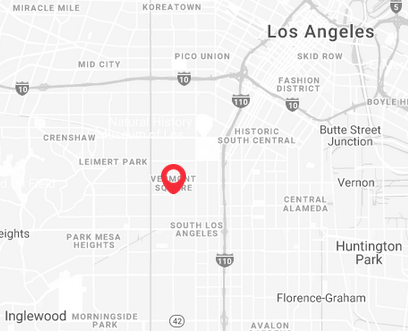 MIRACLE MILE
KOREATOWN
Los Angeles
PICO UNION
SKID ROW
MID CITY
10
10
FASHION
DISTRICT
110
10
BOYLE H
CRENSHAW
HISTORIC
SOUTH CENTRAL
Butte Street
Junction
LEIMERT PARK
VERMONT
SQUARE
Vernon
CENTRAL
ALAMEDA
SOUTH LOS
ANGELES
eights
PARK MESA
HEIGHTS
Huntington
Park
110
Florence-Graham
Inglewood
MORNINGSIDE
PARK
42
AVALON